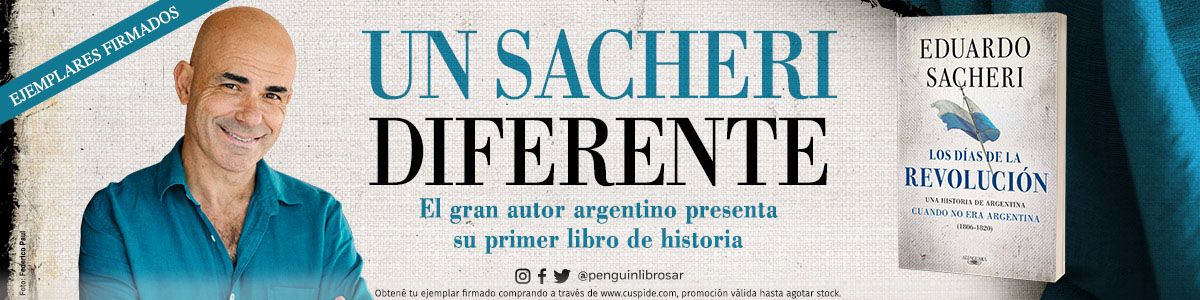 EJEMPLARES FIRMADOS
UN SACHERI
DIFERENTE
El gran autor argentino presenta
su primer libro de historia
@penguinlibrosar
Obtené tu ejemplar firmado comprando a través de www.cuspide.com, promoción válida hasta agotar stock.
Foto: Federico Paul
EDUARDO
SACHERI
LOS DÍAS DE LA
REVOLUCIÓN
UNA HISTORIA DE ARGENTINA
CUANDO NO ERA ARGENTINA
(1806-1820)
ALFAGUARA